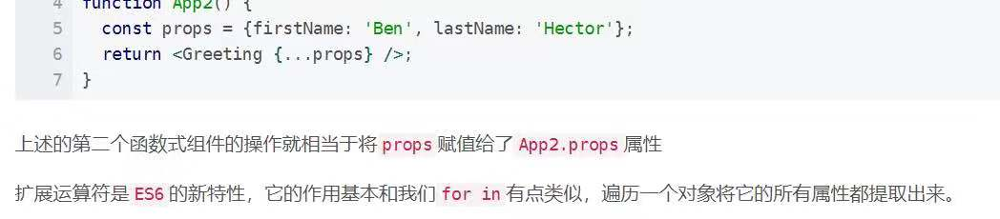 4 function App2() {
5 const props = {firstName: 'Ben', lastName: 'Hector'};
6 return <Greeting {...props} />;
7 }
上述的第二个函数式组件的操作就相当于将 props 赋值给了 App2.props 属性
扩展运算符是 ES6 的新特性，它的作用基本和我们 for in 有点类似，遍历一个对象将它的所有属性都提取出来。